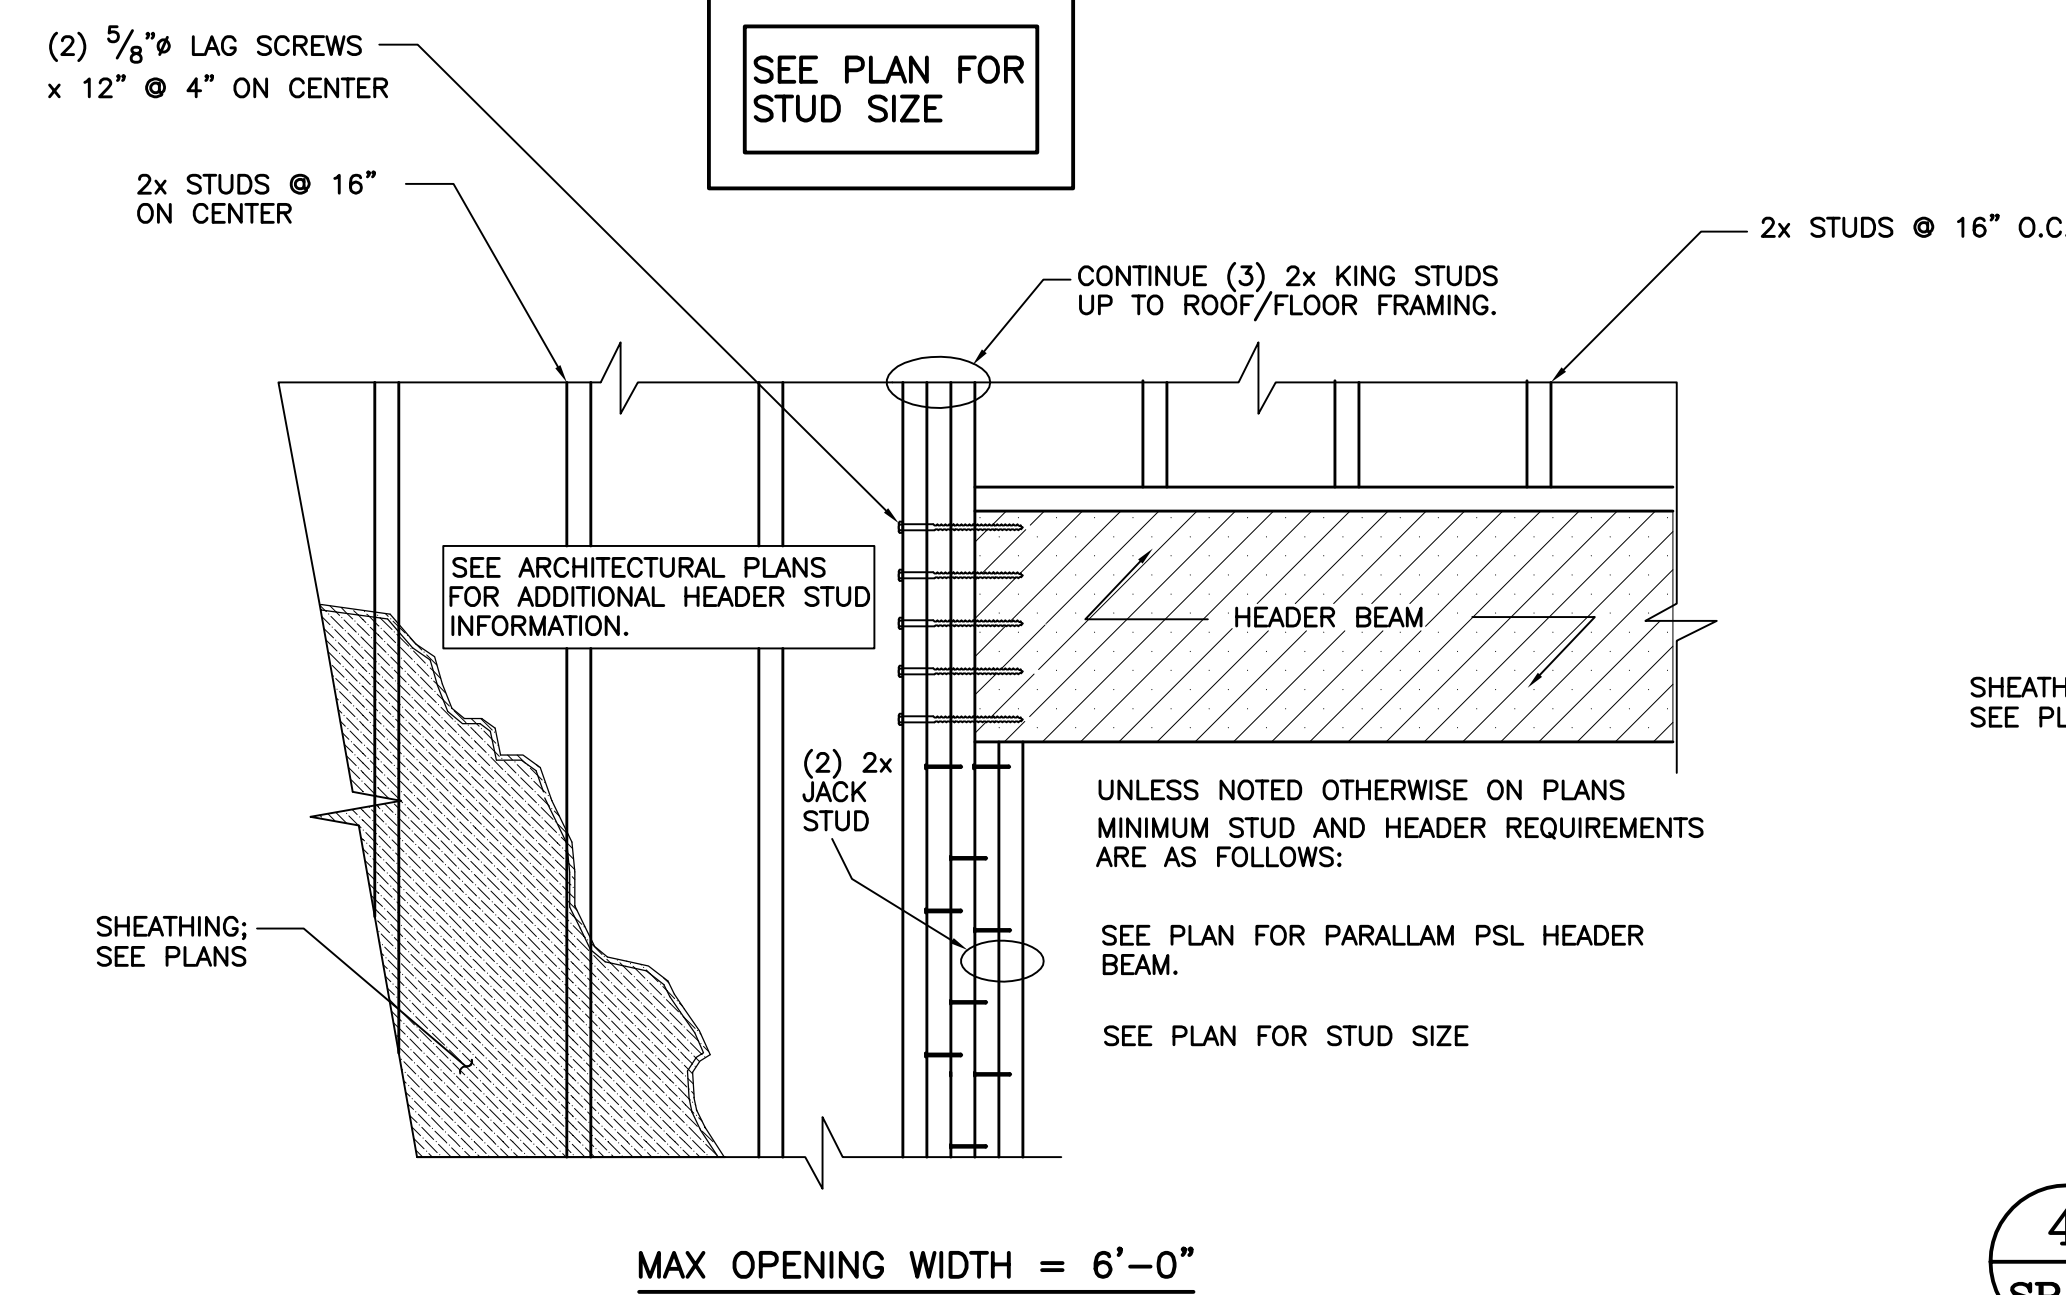 (2) 5/8"ø LAG SCREWS
x 12" @ 4" ON CENTER
SEE PLAN FOR
STUD SIZE
2x STUDS @ 16"
ON CENTER
2x STUDS @ 16" O.C.
CONTINUE (3) 2x KING STUDS
UP TO ROOF/FLOOR FRAMING.
SEE ARCHITECTURAL PLANS
FOR ADDITIONAL HEADER STUD
INFORMATION.
HEADER BEAM
(2) 2x
JACK
STUD
UNLESS NOTED OTHERWISE ON PLANS
MINIMUM STUD AND HEADER REQUIREMENTS
ARE AS FOLLOWS:
SEE PLAN FOR PARALLAM PSL HEADER
BEAM.
SEE PLAN FOR STUD SIZE
SHEATHING;
SEE PLANS
SEE
MAX OPENING WIDTH = 6'-0"